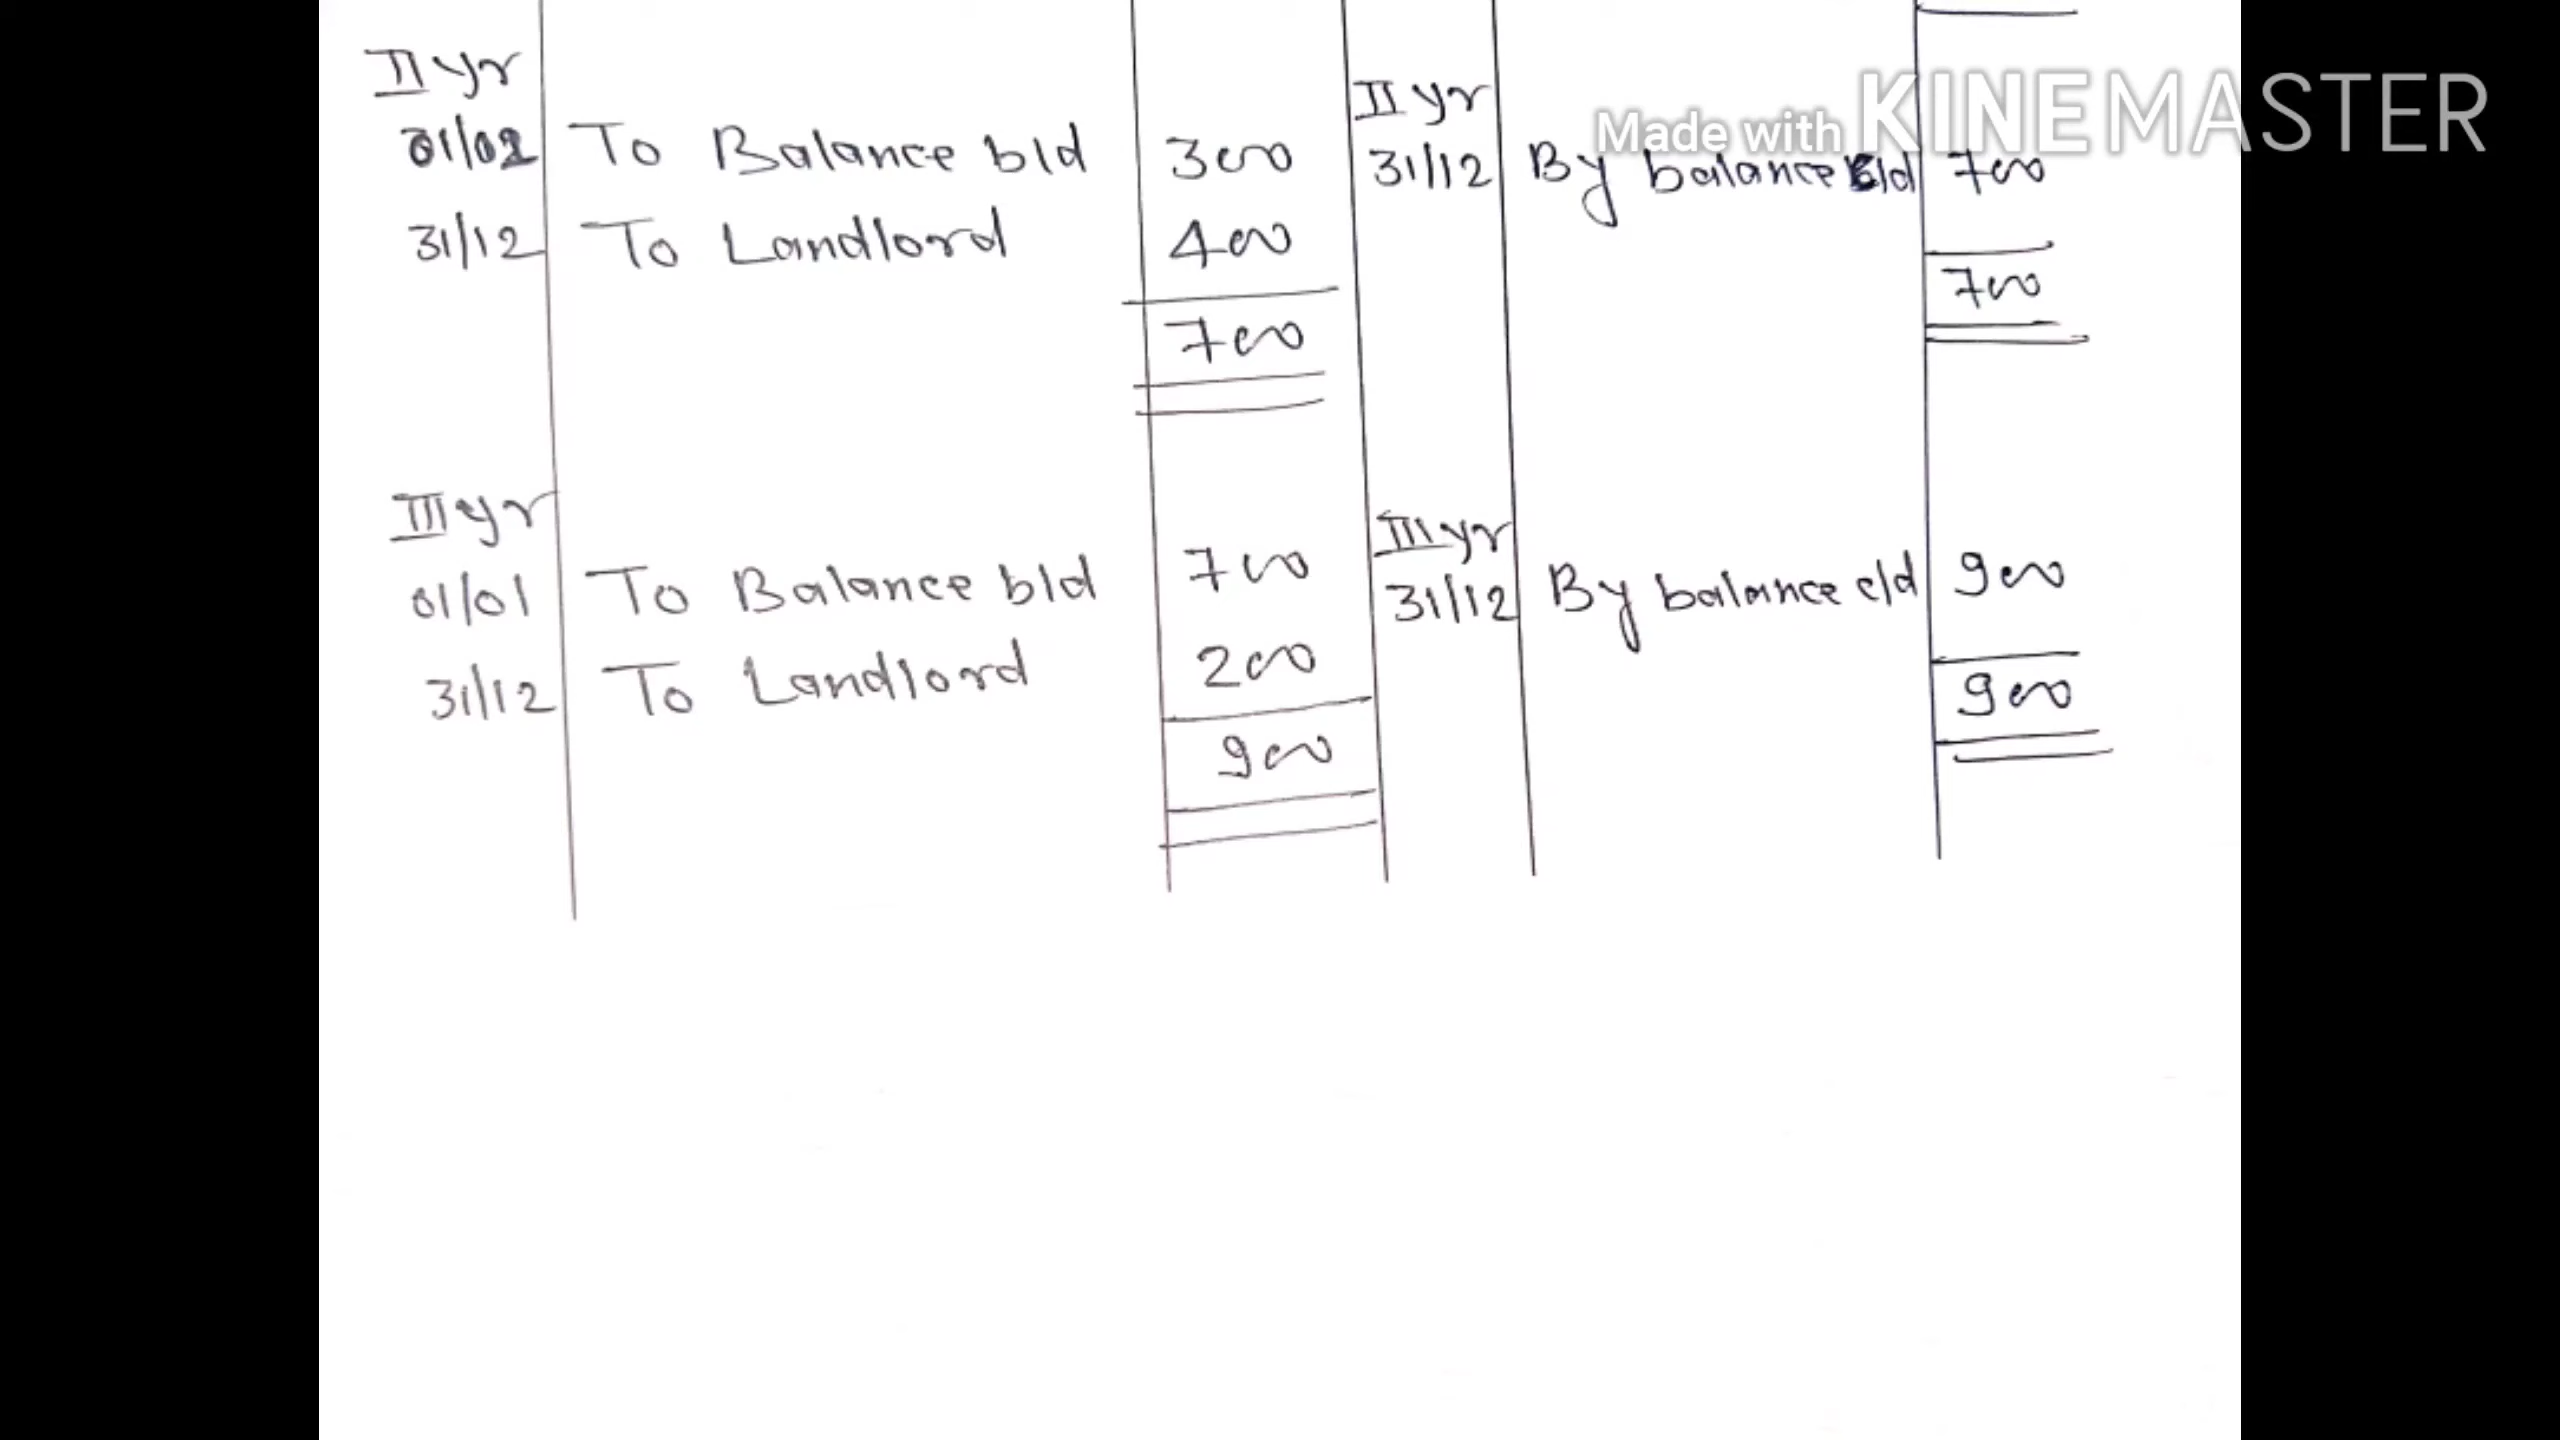 II yr
01/02 To Balance b/d 300
31/12 To Landlord 400
700
II yr
31/12 By balance c/d 700
700
III yr
01/01 To Balance b/d 700
31/12 To Landlord 200
900
III yr
31/12 By balance c/d 900
900
Made with KINEMASTER